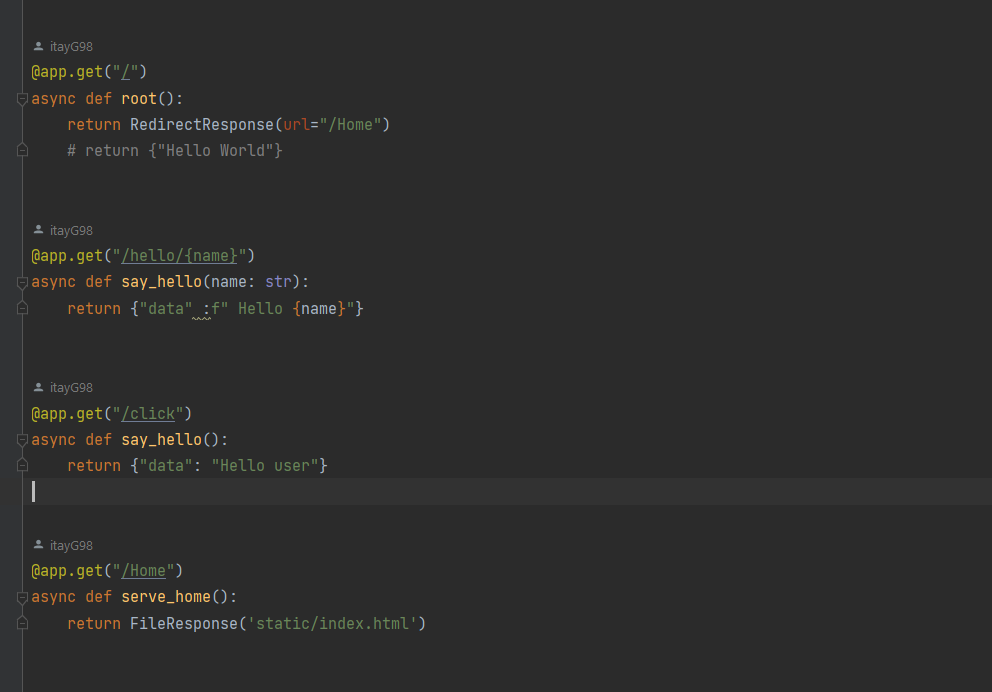 itayG98
@app.get("/")
async def root():
    return RedirectResponse(url="/Home")
    # return {"Hello World"}
itayG98
@app.get("/hello/{name}")
async def say_hello(name: str):
    return {"data" :f" Hello {name}"}
itayG98
@app.get("/click")
async def say_hello():
    return {"data": "Hello user"}
itayG98
@app.get("/Home")
async def serve_home():
    return FileResponse('static/index.html')